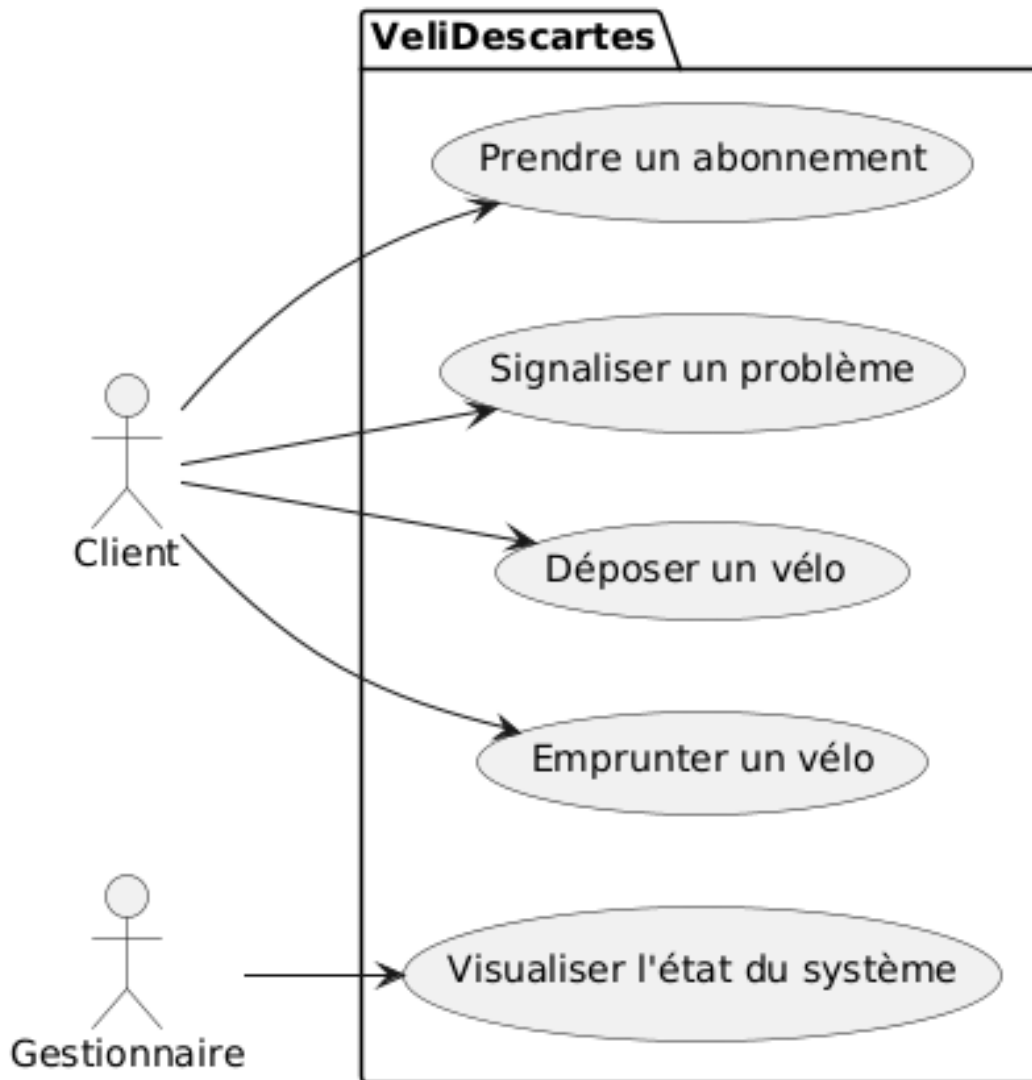 VeliDescartes
Prendre un abonnement
Signaliser un problème
Client
Déposer un vélo
Emprunter un vélo
Visualiser l'état du système
Gestionnaire